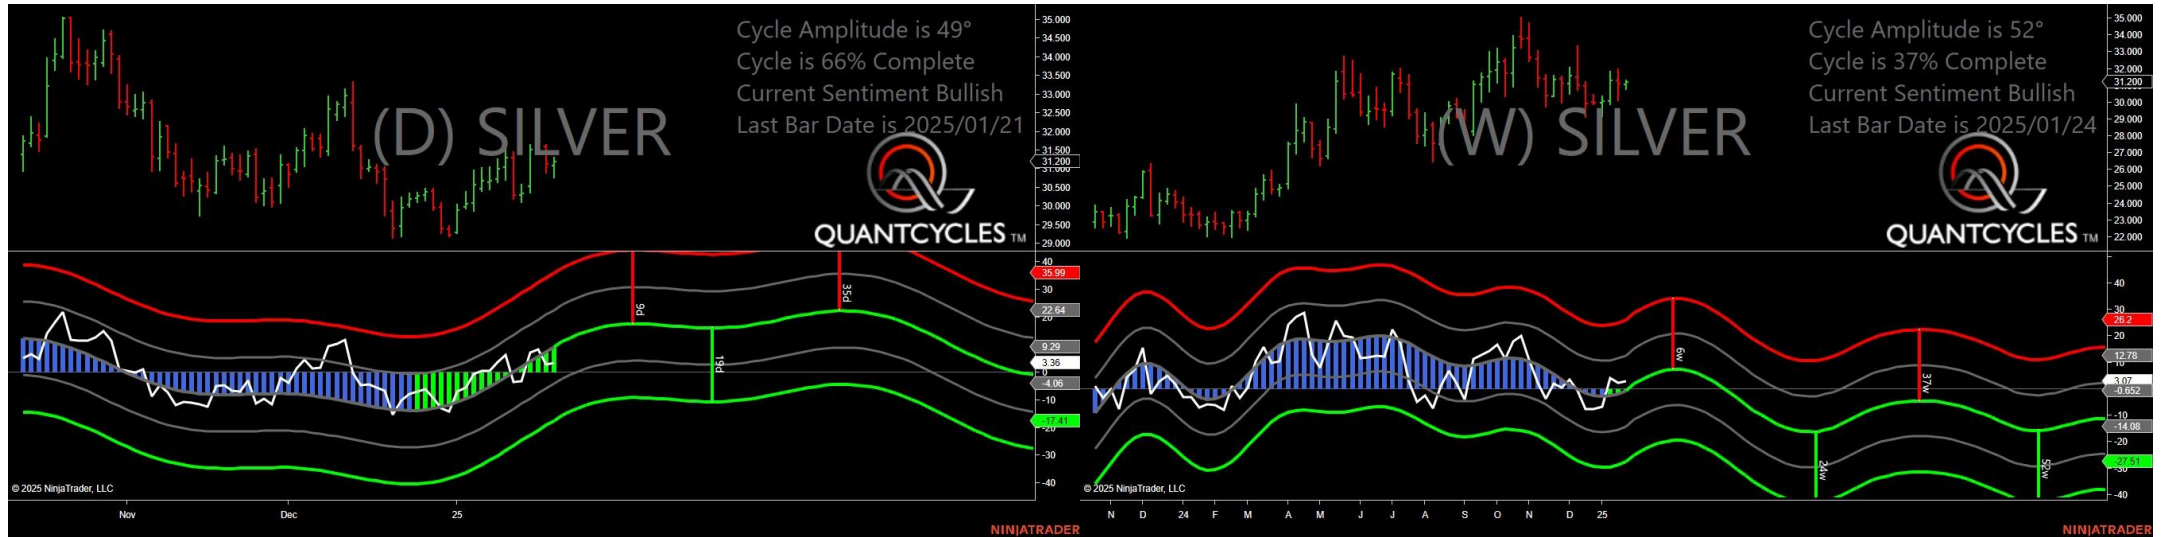 Cycle Amplitude is 49°
Cycle is 66% Complete
Current Sentiment Bullish
Last Bar Date is 2025/01/21
(D) SILVER
QUANTCYCLES TM
35.000
34.500
34.000
33.500
33.000
32.500
32.000
31.500
31.200
31.000
30.500
30.000
29.500
29.000
40
35.99
30
22.64
20
9.29
3.36
0
-4.06
-10
-17.41
-20
-30
-40
9d
19d
35d
© 2025 NinjaTrader, LLC
Nov Dec 25
NINJATRADER
Cycle Amplitude is 52°
Cycle is 37% Complete
Current Sentiment Bullish
Last Bar Date is 2025/01/24
(W) SILVER
QUANTCYCLES TM
35.000
34.000
33.000
32.000
31.200
30.000
29.000
28.000
27.000
26.000
25.000
24.000
23.000
22.000
40
30
26.2
20
12.78
10
3.07
-0.652
-10
-14.08
-20
-27.51
-30
-40
6w
24w
37w
52w
© 2025 NinjaTrader, LLC
N D 24 F M A M J J A S O N D 25
NINJATRADER